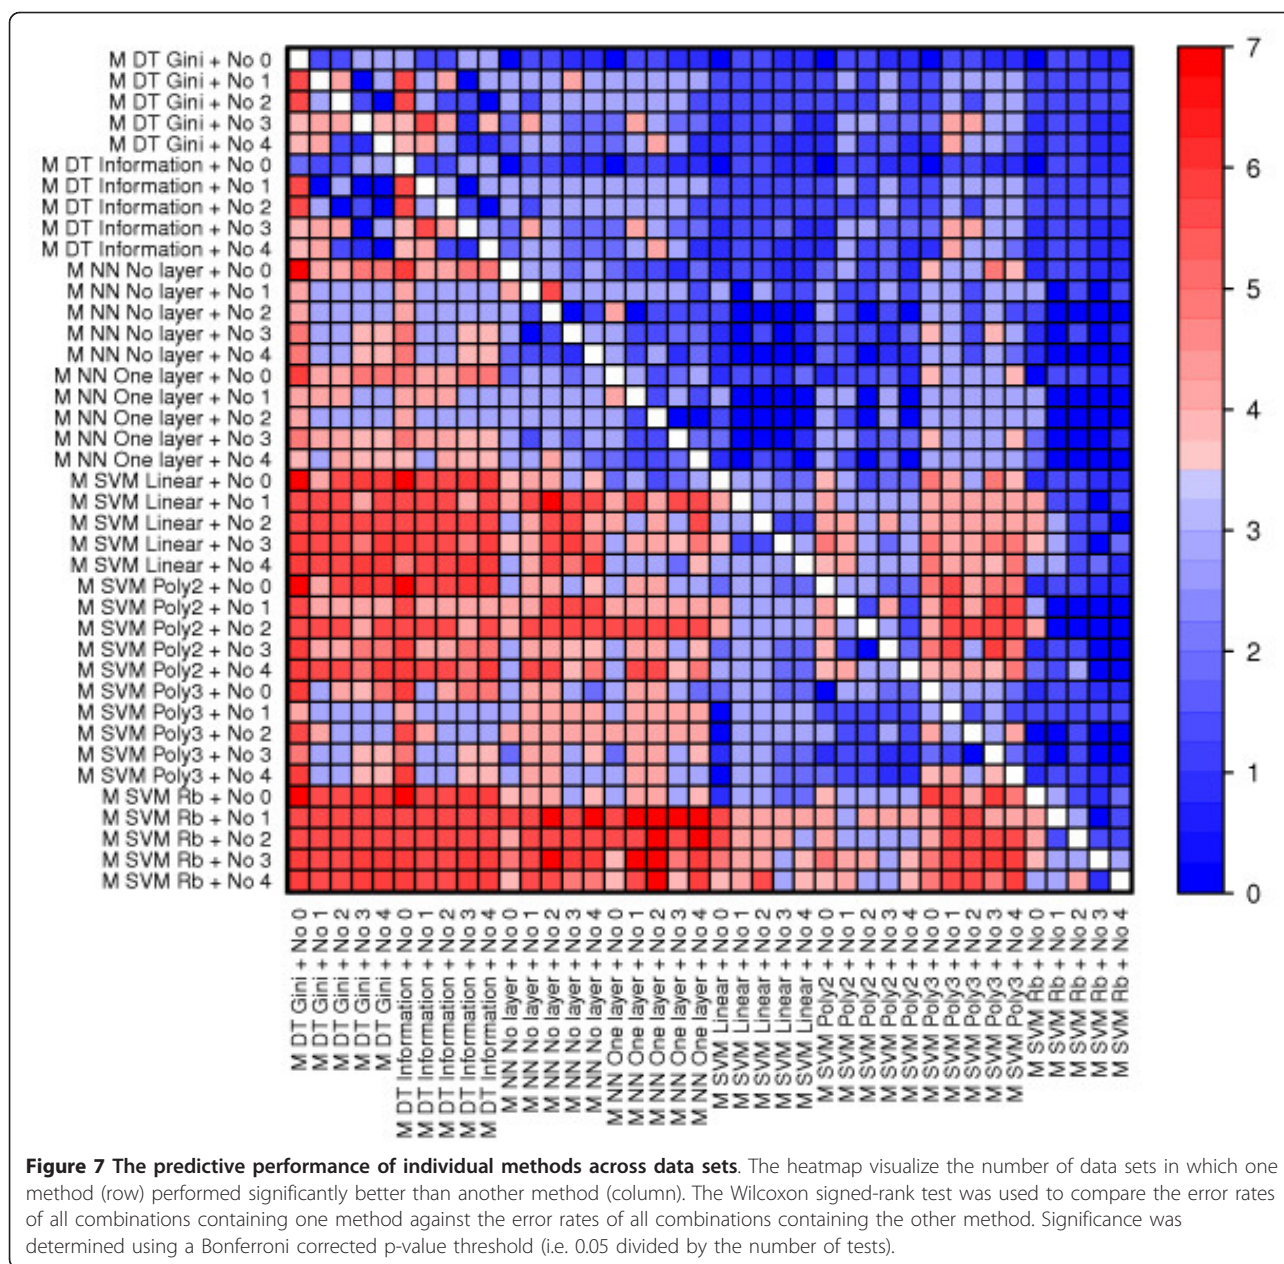 M DT Gini + No 0
M DT Gini + No 1
M DT Gini + No 2
M DT Gini + No 3
M DT Gini + No 4
M DT Information + No 0
M DT Information + No 1
M DT Information + No 2
M DT Information + No 3
M DT Information + No 4
M NN No layer + No 0
M NN No layer + No 1
M NN No layer + No 2
M NN No layer + No 3
M NN No layer + No 4
M NN One layer + No 0
M NN One layer + No 1
M NN One layer + No 2
M NN One layer + No 3
M NN One layer + No 4
M SVM Linear + No 0
M SVM Linear + No 1
M SVM Linear + No 2
M SVM Linear + No 3
M SVM Linear + No 4
M SVM Poly2 + No 0
M SVM Poly2 + No 1
M SVM Poly2 + No 2
M SVM Poly2 + No 3
M SVM Poly2 + No 4
M SVM Poly3 + No 0
M SVM Poly3 + No 1
M SVM Poly3 + No 2
M SVM Poly3 + No 3
M SVM Poly3 + No 4
M SVM Rb + No 0
M SVM Rb + No 1
M SVM Rb + No 2
M SVM Rb + No 3
M SVM Rb + No 4
7
6
5
4
3
2
1
0
M DT Gini + No 0
M DT Gini + No 1
M DT Gini + No 2
M DT Gini + No 3
M DT Gini + No 4
M DT Information + No 0
M DT Information + No 1
M DT Information + No 2
M DT Information + No 3
M DT Information + No 4
M NN No layer + No 0
M NN No layer + No 1
M NN No layer + No 2
M NN No layer + No 3
M NN No layer + No 4
M NN One layer + No 0
M NN One layer + No 1
M NN One layer + No 2
M NN One layer + No 3
M NN One layer + No 4
M SVM Linear + No 0
M SVM Linear + No 1
M SVM Linear + No 2
M SVM Linear + No 3
M SVM Linear + No 4
M SVM Poly2 + No 0
M SVM Poly2 + No 1
M SVM Poly2 + No 2
M SVM Poly2 + No 3
M SVM Poly2 + No 4
M SVM Poly3 + No 0
M SVM Poly3 + No 1
M SVM Poly3 + No 2
M SVM Poly3 + No 3
M SVM Poly3 + No 4
M SVM Rb + No 0
M SVM Rb + No 1
M SVM Rb + No 2
M SVM Rb + No 3
M SVM Rb + No 4
Figure 7 The predictive performance of individual methods across data sets. The heatmap visualize the number of data sets in which one
method (row) performed significantly better than another method (column). The Wilcoxon signed-rank test was used to compare the error rates
of all combinations containing one method against the error rates of all combinations containing the other method. Significance was
determined using a Bonferroni corrected p-value threshold (i.e. 0.05 divided by the number of tests).